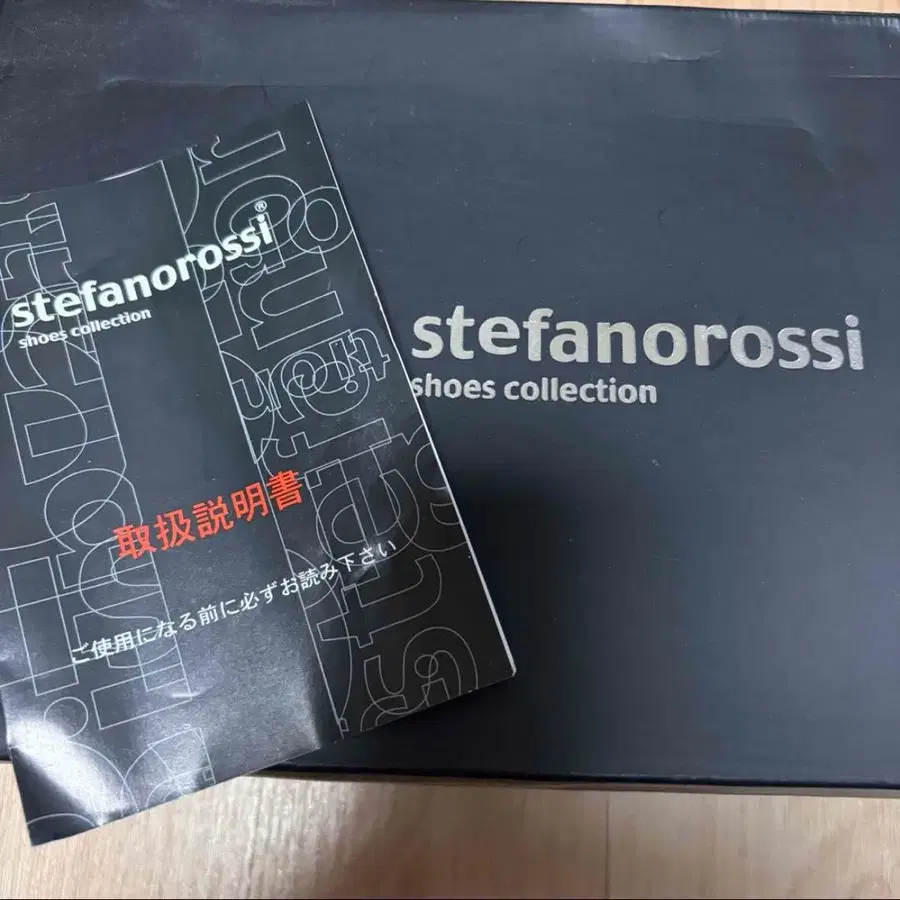 stefanorossi®
shoes collection
取扱説明書
ご使用になる前に必ずお読み下さい
stefanorossi
shoes collection